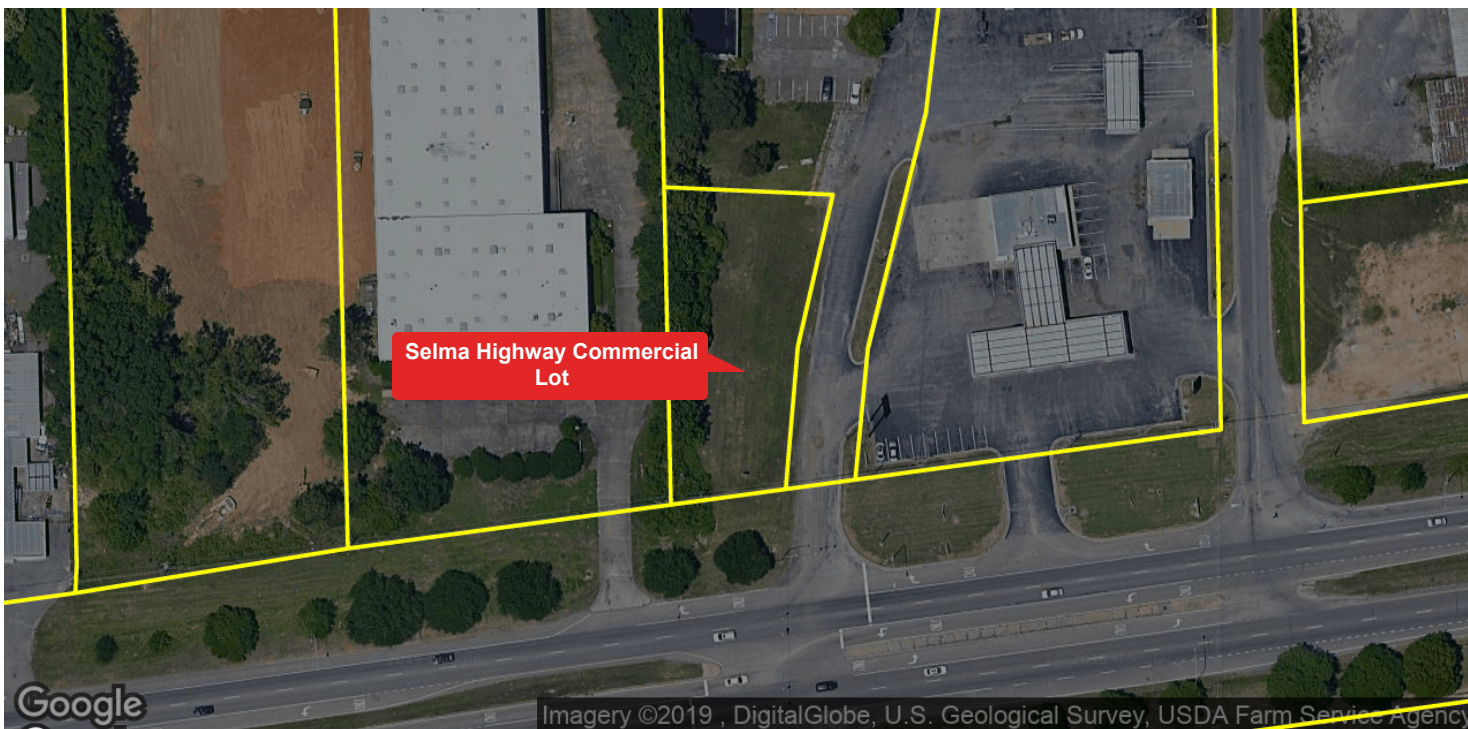 Selma Highway Commercial
Lot
Google
Imagery ©2019 , DigitalGlobe, U.S. Geological Survey, USDA Farm Service Agency